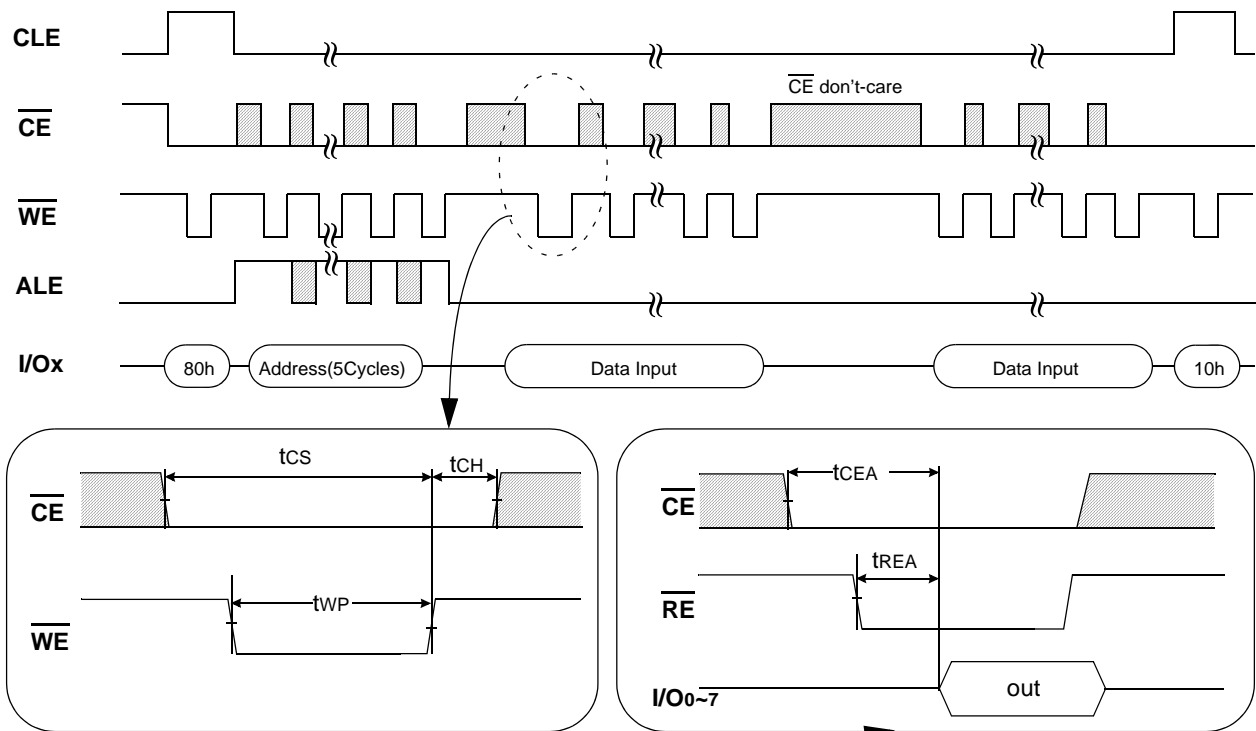 CLE
CE don't-care
CE
WE
ALE
I/Ox 80h Address(5Cycles) Data Input Data Input 10h
tCS tCH
CE
tWP
WE
tCEA
CE
tREA
RE
I/O0~7 out